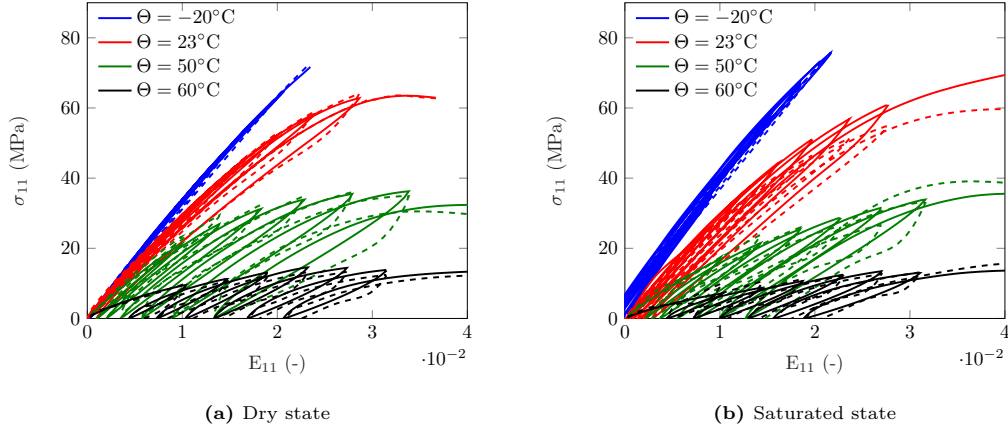 Θ = −20°C
Θ = 23°C
Θ = 50°C
Θ = 60°C
80
60
40
20
0
0 1 2 3 4
·10−2
σ11 (MPa)
E11 (-)
(a) Dry state
Θ = −20°C
Θ = 23°C
Θ = 50°C
Θ = 60°C
80
60
40
20
0
0 1 2 3 4
·10−2
σ11 (MPa)
E11 (-)
(b) Saturated state